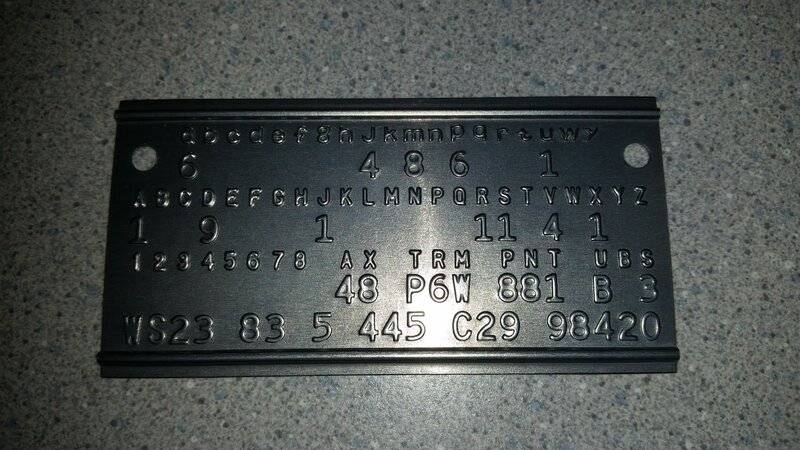 abcdefghJkmnpqrtuwy
6 4 8 6 1
ABCDEFGHJKLMNPQRSTVWXYZ
1 9 1 11 4 1
12345678 AX TRM PNT UBS
48 P6W 881 B 3
WS23 83 5 445 C29 98420